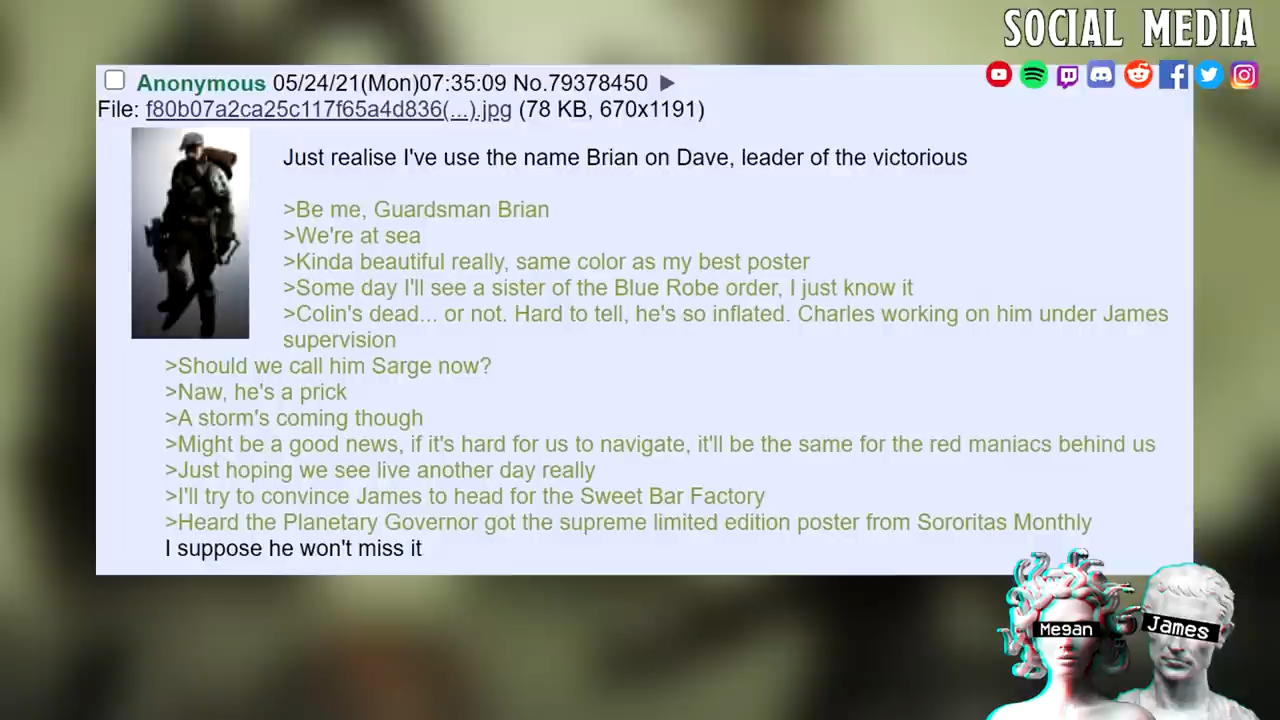 SOCIAL MEDIA
Anonymous 05/24/21(Mon)07:35:09 No.79378450 ▶
File: f80b07a2ca25c117f65a4d836(...).jpg (78 KB, 670x1191)
Just realise I've use the name Brian on Dave, leader of the victorious
>Be me, Guardsman Brian
>We're at sea
>Kinda beautiful really, same color as my best poster
>Some day I'll see a sister of the Blue Robe order, I just know it
>Colin's dead... or not. Hard to tell, he's so inflated. Charles working on him under James
supervision
>Should we call him Sarge now?
>Naw, he's a prick
>A storm's coming though
>Might be a good news, if it's hard for us to navigate, it'll be the same for the red maniacs behind us
>Just hoping we see live another day really
>I'll try to convince James to head for the Sweet Bar Factory
>Heard the Planetary Governor got the supreme limited edition poster from Sororitas Monthly
I suppose he won't miss it
Megan
James